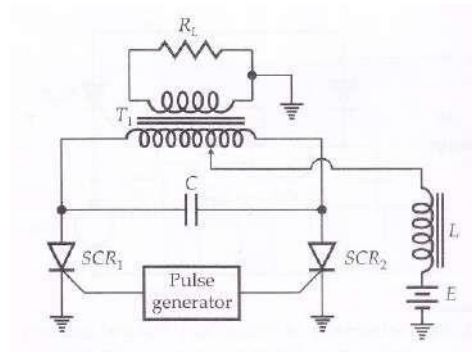 R_L
T_1
C
L
SCR_1
SCR_2
Pulse
generator
E